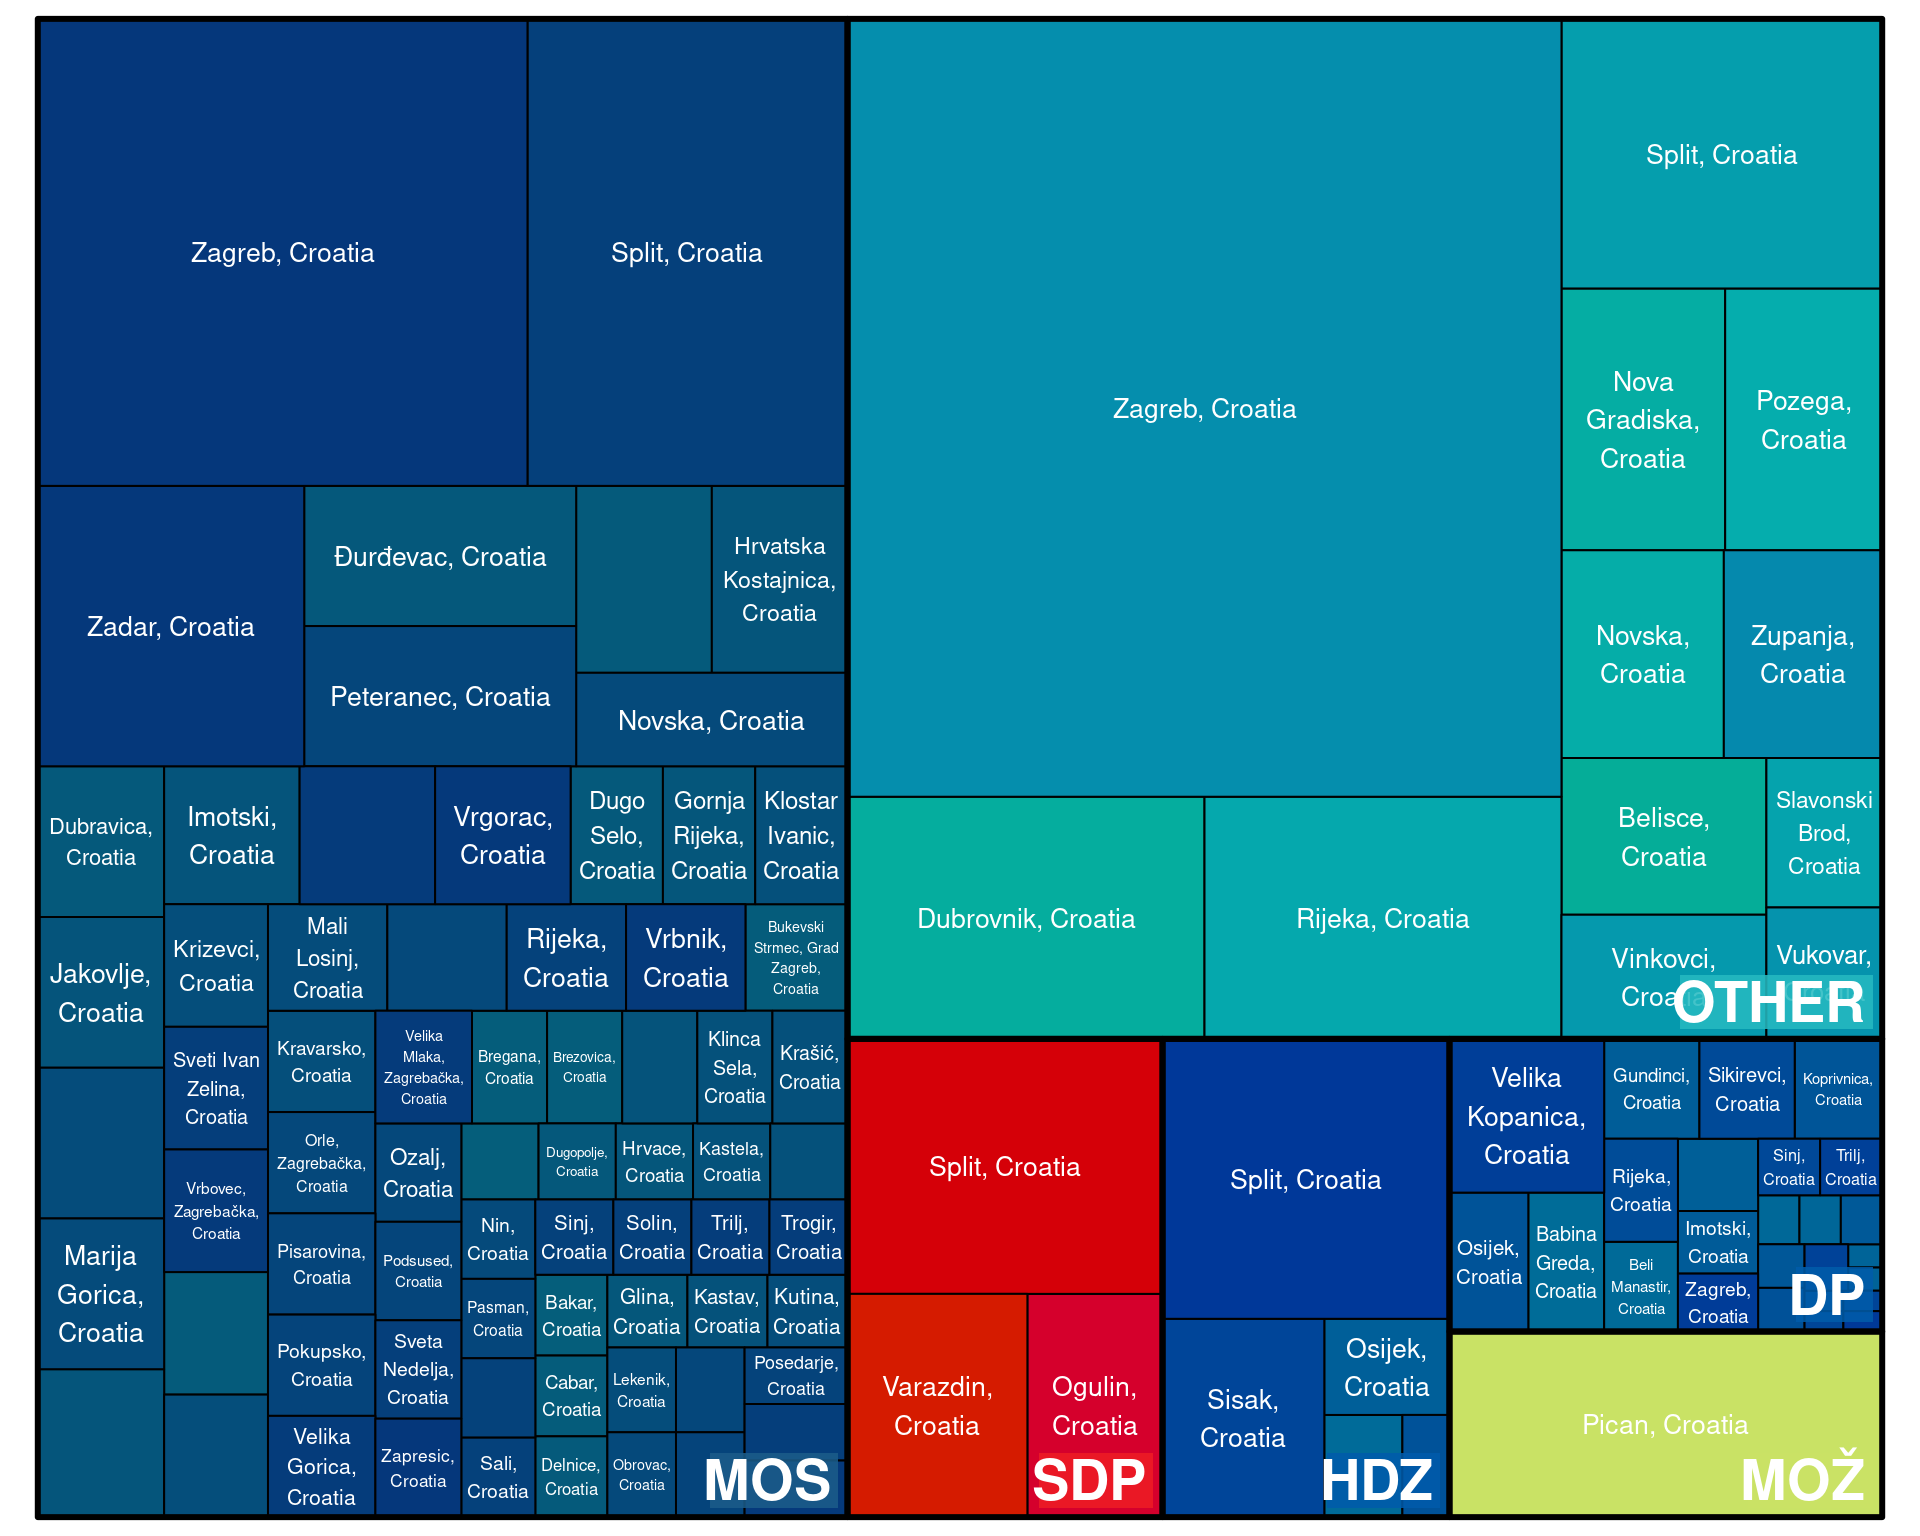 Zagreb, Croatia
Split, Croatia
Zadar, Croatia
Đurđevac, Croatia
Peteranec, Croatia
Hrvatska
Kostajnica,
Croatia
Novska, Croatia
Dubravica,
Croatia
Imotski,
Croatia
Vrgorac,
Croatia
Dugo
Selo,
Croatia
Gornja
Rijeka,
Croatia
Klostar
Ivanic,
Croatia
Jakovlje,
Croatia
Krizevci,
Croatia
Mali
Losinj,
Croatia
Rijeka,
Croatia
Vrbnik,
Croatia
Bukevski
Strmec, Grad
Zagreb,
Croatia
Sveti Ivan
Zelina,
Croatia
Kravarsko,
Croatia
Velika
Mlaka,
Zagrebačka,
Croatia
Bregana,
Croatia
Brezovica,
Croatia
Klinca
Sela,
Croatia
Krašić,
Croatia
Orle,
Zagrebačka,
Croatia
Ozalj,
Croatia
Dugopolje,
Croatia
Hrvace,
Croatia
Kastela,
Croatia
Vrbovec,
Zagrebačka,
Croatia
Pisarovina,
Croatia
Podsused,
Croatia
Nin,
Croatia
Sinj,
Croatia
Solin,
Croatia
Trilj,
Croatia
Trogir,
Croatia
Marija
Gorica,
Croatia
Pokupsko,
Croatia
Sveta
Nedelja,
Croatia
Pasman,
Croatia
Bakar,
Croatia
Glina,
Croatia
Kastav,
Croatia
Kutina,
Croatia
Cabar,
Croatia
Lekenik,
Croatia
Posedarje,
Croatia
Velika
Gorica,
Croatia
Zapresic,
Croatia
Sali,
Croatia
Delnice,
Croatia
Obrovac,
Croatia
MOS
Zagreb, Croatia
Split, Croatia
Nova
Gradiska,
Croatia
Pozega,
Croatia
Novska,
Croatia
Zupanja,
Croatia
Dubrovnik, Croatia
Rijeka, Croatia
Belisce,
Croatia
Slavonski
Brod,
Croatia
Vinkovci,
Croatia
Vukovar,
Croatia
OTHER
Split, Croatia
Varazdin,
Croatia
Ogulin,
Croatia
SDP
Split, Croatia
Sisak,
Croatia
Osijek,
Croatia
HDZ
Velika
Kopanica,
Croatia
Gundinci,
Croatia
Sikirevci,
Croatia
Koprivnica,
Croatia
Osijek,
Croatia
Babina
Greda,
Croatia
Rijeka,
Croatia
Beli
Manastir,
Croatia
Imotski,
Croatia
Zagreb,
Croatia
Sinj,
Croatia
Trilj,
Croatia
DP
Pican, Croatia
MOŽ